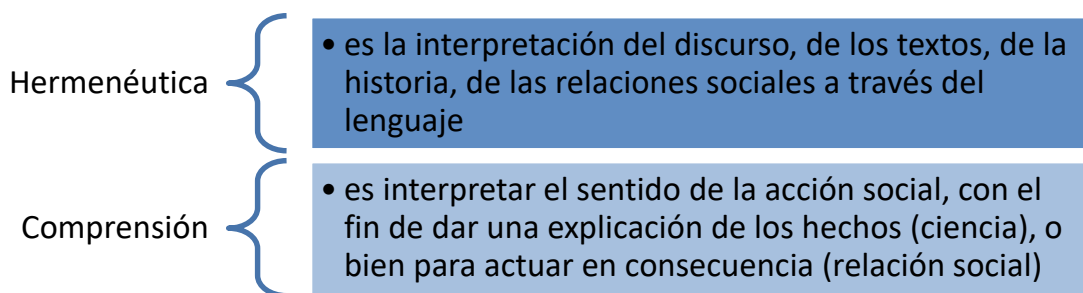 Hermenéutica
• es la interpretación del discurso, de los textos, de la
historia, de las relaciones sociales a través del
lenguaje
Comprensión
• es interpretar el sentido de la acción social, con el
fin de dar una explicación de los hechos (ciencia), o
bien para actuar en consecuencia (relación social)